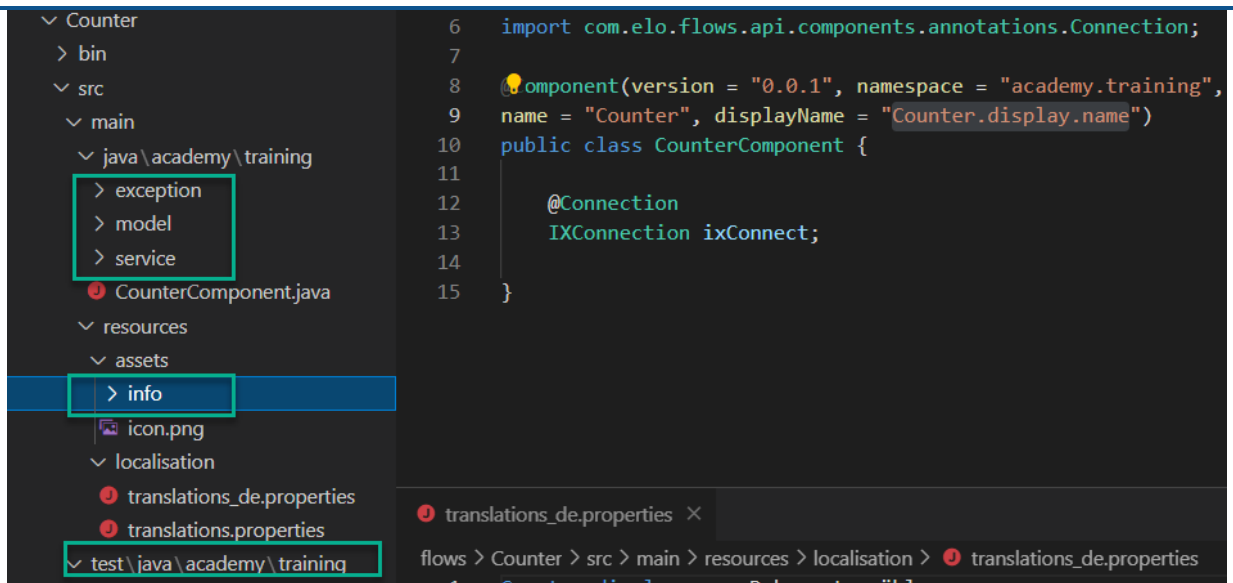 Counter
bin
src
main
java\academy\training
exception
model
service
CounterComponent.java
resources
assets
info
icon.png
localisation
translations_de.properties
translations.properties
test\java\academy\training
6 import com.elo.flows.api.components.annotations.Connection;
7
8 @Component(version = "0.0.1", namespace = "academy.training",
9 name = "Counter", displayName = "Counter.display.name")
10 public class CounterComponent {
11
12 @Connection
13 IXConnection ixConnect;
14
15 }
translations_de.properties ×
flows > Counter > src > main > resources > localisation > translations_de.properties